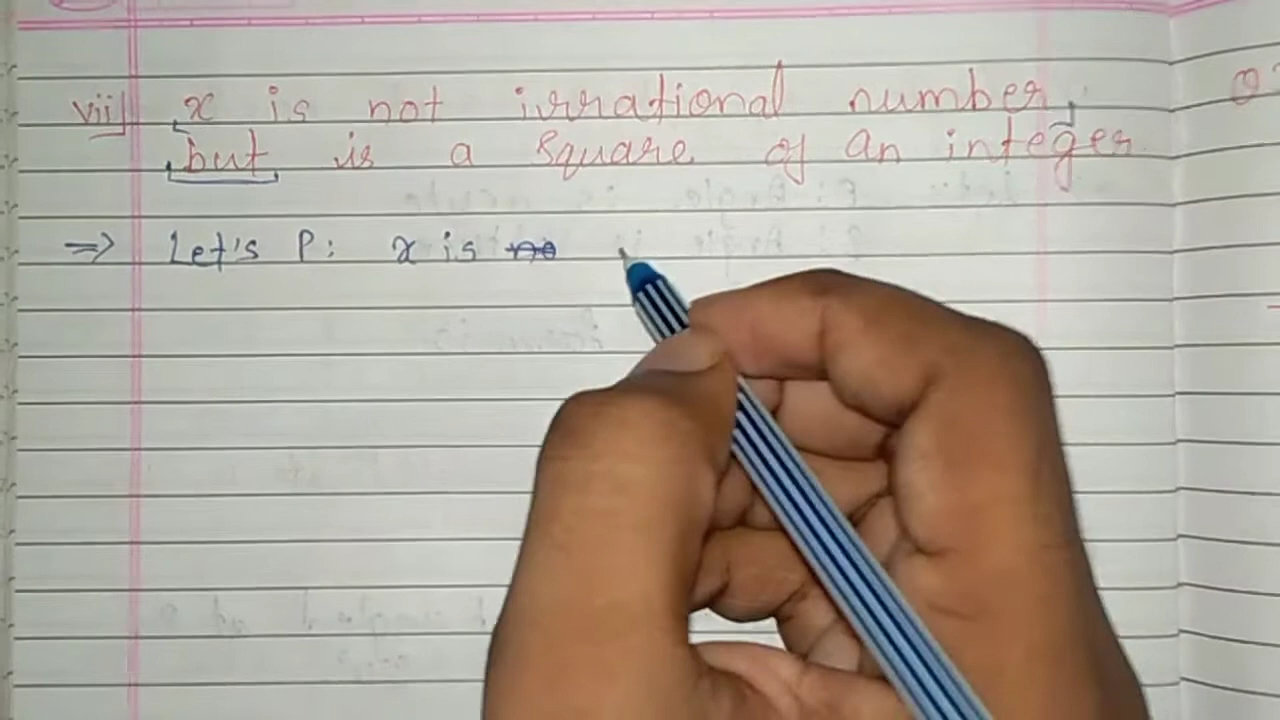 vii] x is not irrational number,
but is a square of an integer
=> Let's P: x is